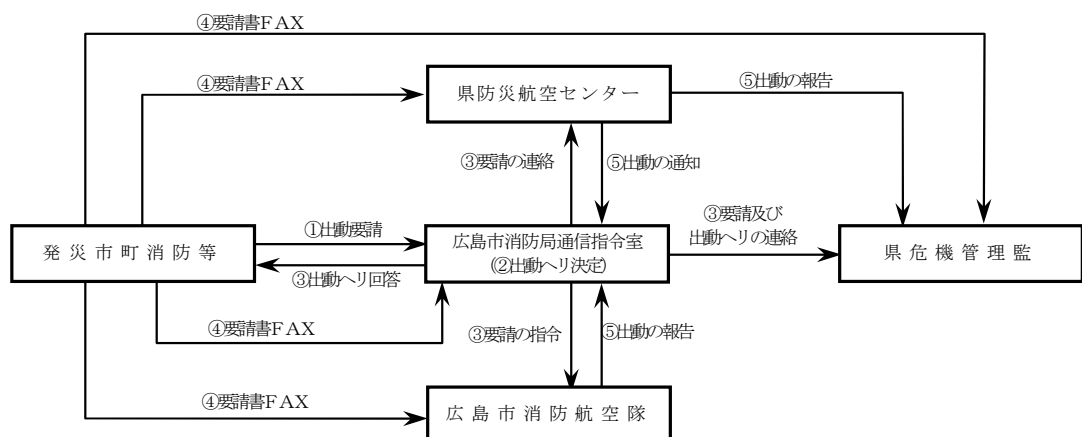 ④要請書FAX
④要請書FAX
県防災航空センター
⑤出動の報告
③要請の連絡
⑤出動の通知
発災市町消防等
①出動要請
③出動ヘリ回答
広島市消防局通信指令室
(②出動ヘリ決定)
③要請及び
出動ヘリの連絡
県危機管理監
④要請書FAX
③要請の指令
⑤出動の報告
④要請書FAX
広島市消防航空隊